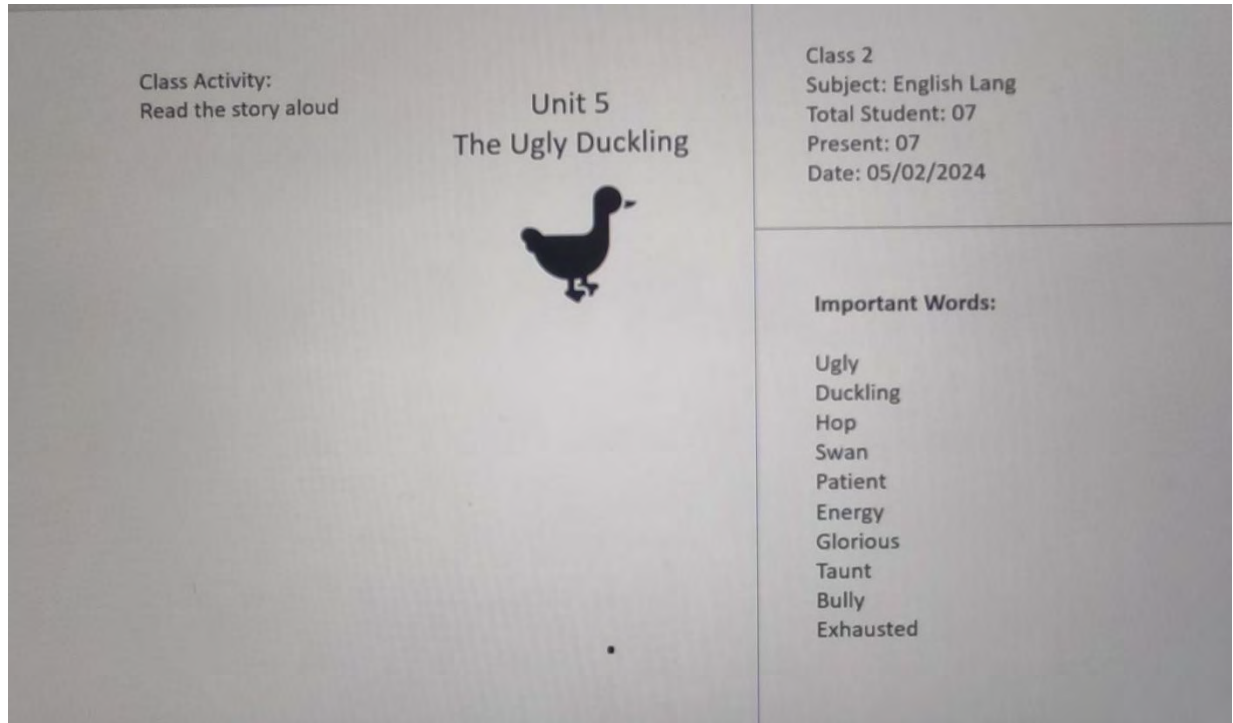 Class Activity:
Read the story aloud
Unit 5
The Ugly Duckling
Class 2
Subject: English Lang
Total Student: 07
Present: 07
Date: 05/02/2024
Important Words:
Ugly
Duckling
Hop
Swan
Patient
Energy
Glorious
Taunt
Bully
Exhausted